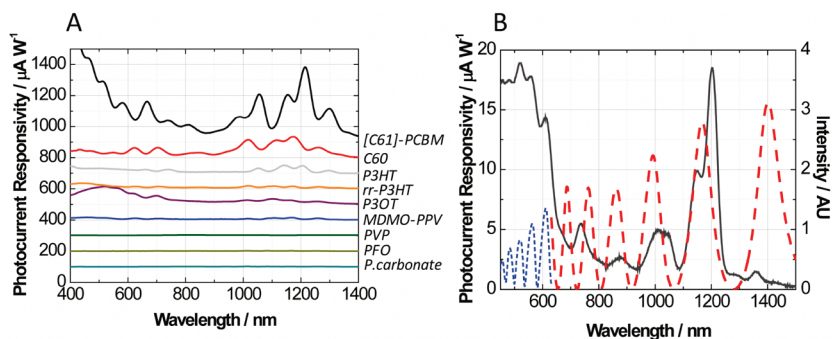 A
Photocurrent Responsivity / µA W⁻¹
1400
1200
1000
800
600
400
200
0
[C61]-PCBM
C60
P3HT
rr-P3HT
P3OT
MDMO-PPV
PVP
PFO
P.carbonate
400
600
800
1000
1200
1400
Wavelength / nm
B
Photocurrent Responsivity / µA W⁻¹
20
15
10
5
0
600
800
1000
1200
1400
Wavelength / nm
4
3
2
1
0
Intensity / AU